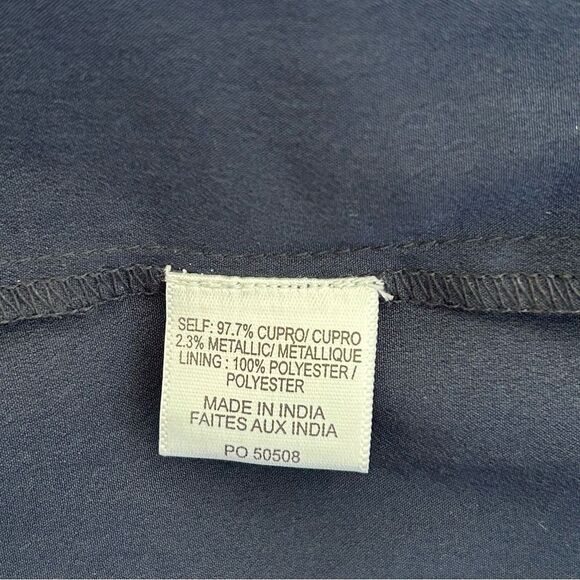 SELF: 97.7% CUPRO/ CUPRO
2.3% METALLIC/ MÉTALLIQUE
LINING : 100% POLYESTER /
POLYESTER
MADE IN INDIA
FAITES AUX INDIA
PO 50508